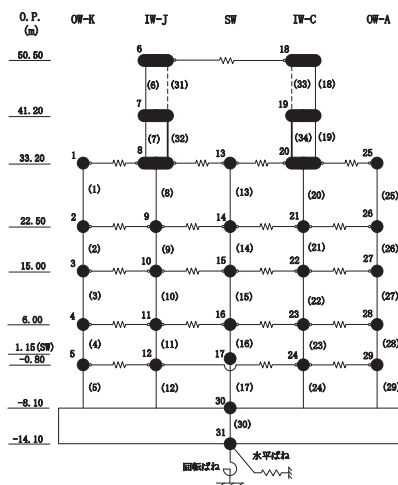 O.P. OW-K IW-J SW IW-C OW-A
(m)
50.50 6 18
(6) (31) (33) (18)
41.20 7 19
(7) (32) (34) (19)
33.20 1 8 13 20 25
(1) (8) (13) (20) (25)
22.50 2 9 14 21 26
(2) (9) (14) (21) (26)
15.00 3 10 15 22 27
(3) (10) (15) (22) (27)
6.00 4 11 16 23 28
(4) (11) (16) (23) (28)
1.15(SW) 17
-0.80 5 12 24 29
(5) (12) (17) (24) (29)
-8.10 30
(30)
-14.10 31
水平ばね
回転ばね